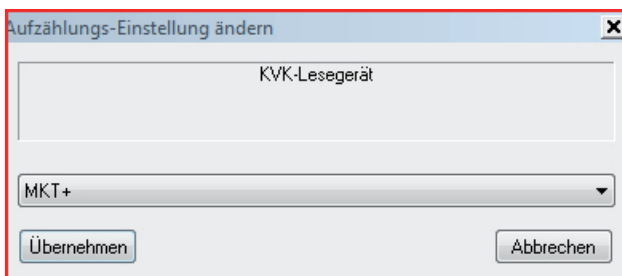 Aufzählungs-Einstellung ändern
KVK-Lesegerät
MKT+
Übernehmen
Abbrechen